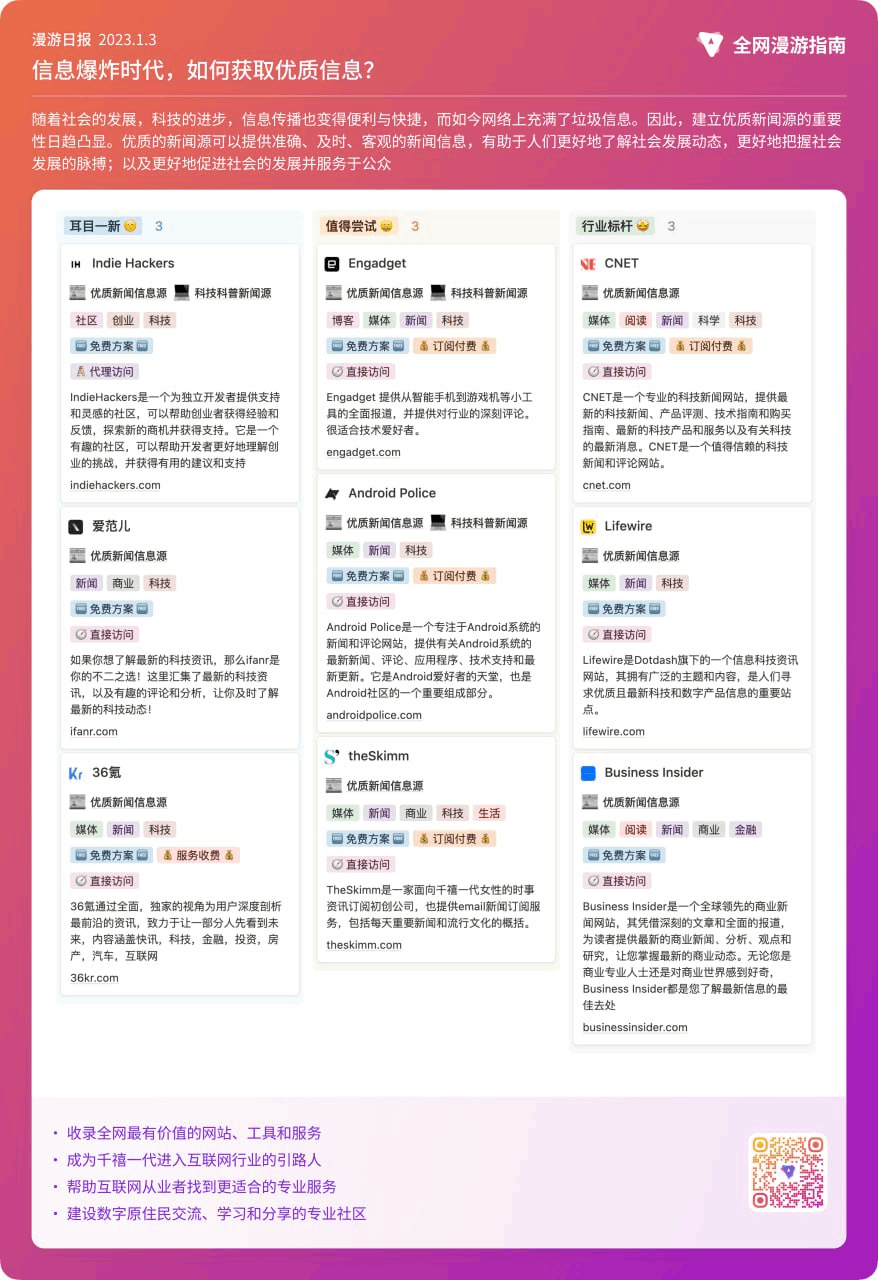 漫游日报 2023.1.3
信息爆炸时代，如何获取优质信息？
全网漫游指南
随着社会的发展，科技的进步，信息传播也变得便利与快捷，而如今网络上充满了垃圾信息。因此，建立优质新闻源的重要
性日趋凸显。优质的新闻源可以提供准确、及时、客观的新闻信息，有助于人们更好地了解社会发展动态，更好地把握社会
发展的脉搏；以及更好地促进社会的发展并服务于公众
耳目一新 3
IH Indie Hackers
优质新闻信息源 科技科普新闻源
社区 创业 科技
免费方案
代理访问
IndieHackers是一个为独立开发者提供支持
和灵感的社区，可以帮助创业者获得经验和
反馈，探索新的商机并获得支持。它是一个
有趣的社区，可以帮助开发者更好地理解创
业的挑战，并获得有用的建议和支持
indiehackers.com
爱范儿
优质新闻信息源
新闻 商业 科技
免费方案
直接访问
如果你想了解最新的科技资讯，那么ifanr是
你的不二之选！这里汇集了最新的科技资
讯，以及有趣的评论和分析，让你及时了解
最新的科技动态！
ifanr.com
Kr 36氪
优质新闻信息源
媒体 新闻 科技
免费方案 服务收费
直接访问
36氪通过全面，独家的视角为用户深度剖析
最前沿的资讯，致力于让一部分人先看到未
来，内容涵盖快讯，科技，金融，投资，房
产，汽车，互联网
36kr.com
值得尝试 3
Engadget
优质新闻信息源 科技科普新闻源
博客 媒体 新闻 科技
免费方案 订阅付费
直接访问
Engadget 提供从智能手机到游戏机等小工
具的全面报道，并提供对行业的深刻评论。
很适合技术爱好者。
engadget.com
Android Police
优质新闻信息源 科技科普新闻源
媒体 新闻 科技
免费方案 订阅付费
直接访问
Android Police是一个专注于Android系统的
新闻和评论网站，提供有关Android系统的
最新新闻、评论、应用程序、技术支持和最
新更新。它是Android爱好者的天堂，也是
Android社区的一个重要组成部分。
androidpolice.com
theSkimm
优质新闻信息源
媒体 新闻 商业 科技 生活
免费方案 订阅付费
直接访问
TheSkimm是一家面向千禧一代女性的时事
资讯订阅初创公司，也提供email新闻订阅服
务，包括每天重要新闻和流行文化的概括。
theskimm.com
行业标杆 3
CNET
优质新闻信息源
媒体 阅读 新闻 科学 科技
免费方案 订阅付费
直接访问
CNET是一个专业的科技新闻网站，提供最
新的科技新闻、产品评测、技术指南和购买
指南、最新的科技产品和服务以及有关科技
的最新消息。CNET是一个值得信赖的科技
新闻和评论网站。
cnet.com
Lifewire
优质新闻信息源
媒体 新闻 科技
免费方案
直接访问
Lifewire是Dotdash旗下的一个信息科技资讯
网站，其拥有广泛的主题和内容，是人们寻
求优质且最新科技和数字产品信息的重要站
点。
lifewire.com
Business Insider
优质新闻信息源
媒体 阅读 新闻 商业 金融
免费方案
直接访问
Business Insider是一个全球领先的商业新
闻网站，其凭借深刻的文章和全面的报道，
为读者提供最新的商业新闻、分析、观点和
研究，让您掌握最新的商业动态。无论您是
商业专业人士还是对商业世界感到好奇，
Business Insider都是您了解最新信息的最
佳去处
businessinsider.com
• 收录全网最有价值的网站、工具和服务
• 成为千禧一代进入互联网行业的引路人
• 帮助互联网从业者找到更适合的专业服务
• 建设数字原住民交流、学习和分享的专业社区